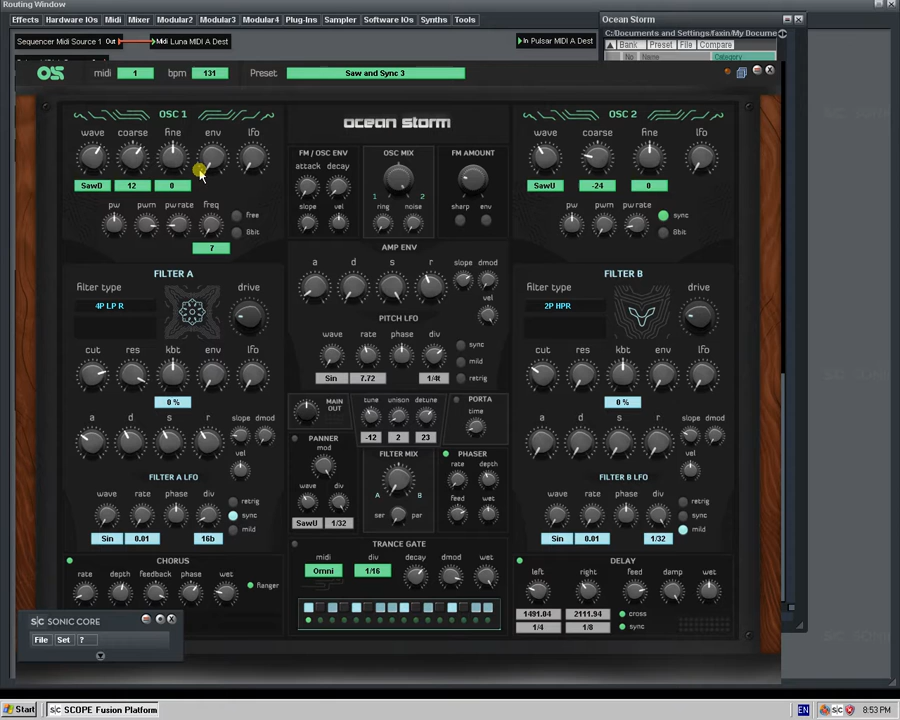 Routing Window
Effects Hardware IOs Midi Mixer Modular2 Modular3 Modular4 Plug-Ins Sampler Software IOs Synths Tools
Ocean Storm
C:/Documents and Settings/faxin/My Docume
Sequencer Midi Source 1 Out Midi Luna MIDI A Dest
In Pulsar MIDI A Dest
Bank Preset File Compare
No Name Category
OS midi 1 bpm 131 Preset Saw and Sync 3
OSC 1
wave coarse fine env lfo
SawD 12 0
pw pwm pw rate freq free
8bit
7
ocean storm
FM / OSC ENV OSC MIX FM AMOUNT
attack decay
1 2
slope vel ring noise sharp env
OSC 2
wave coarse fine env lfo
SawU -24 0
pw pwm pw rate sync
8bit
AMP ENV
a d s r slope dmod
vel
PITCH LFO
wave rate phase div sync
mild
retrig
Sin 7.72 1/4t
FILTER A
filter type drive
4P LP R
cut res kbt env lfo
0 %
a d s r slope dmod
vel
FILTER A LFO
wave rate phase div retrig
sync
mild
Sin 0.01 16b
FILTER B
filter type drive
2P HPR
cut res kbt env lfo
0 %
a d s r slope dmod
vel
FILTER B LFO
wave rate phase div retrig
sync
mild
Sin 0.01 1/32
MAIN OUT
tune unison detune
-12 2 23
PORTA
time
PANNER
mod
wave div
SawU 1/32
FILTER MIX
A B
ser par
PHASER
rate depth
feed wet
TRANCE GATE
midi div decay dmod wet
Omni 1/16
CHORUS
rate depth feedback phase wet flanger
DELAY
left right feed damp wet
1491.04 2111.94 cross
1/4 1/8 sync
S|C SONIC CORE
File Set ?
Start S|C SCOPE Fusion Platform EN 8:53 PM